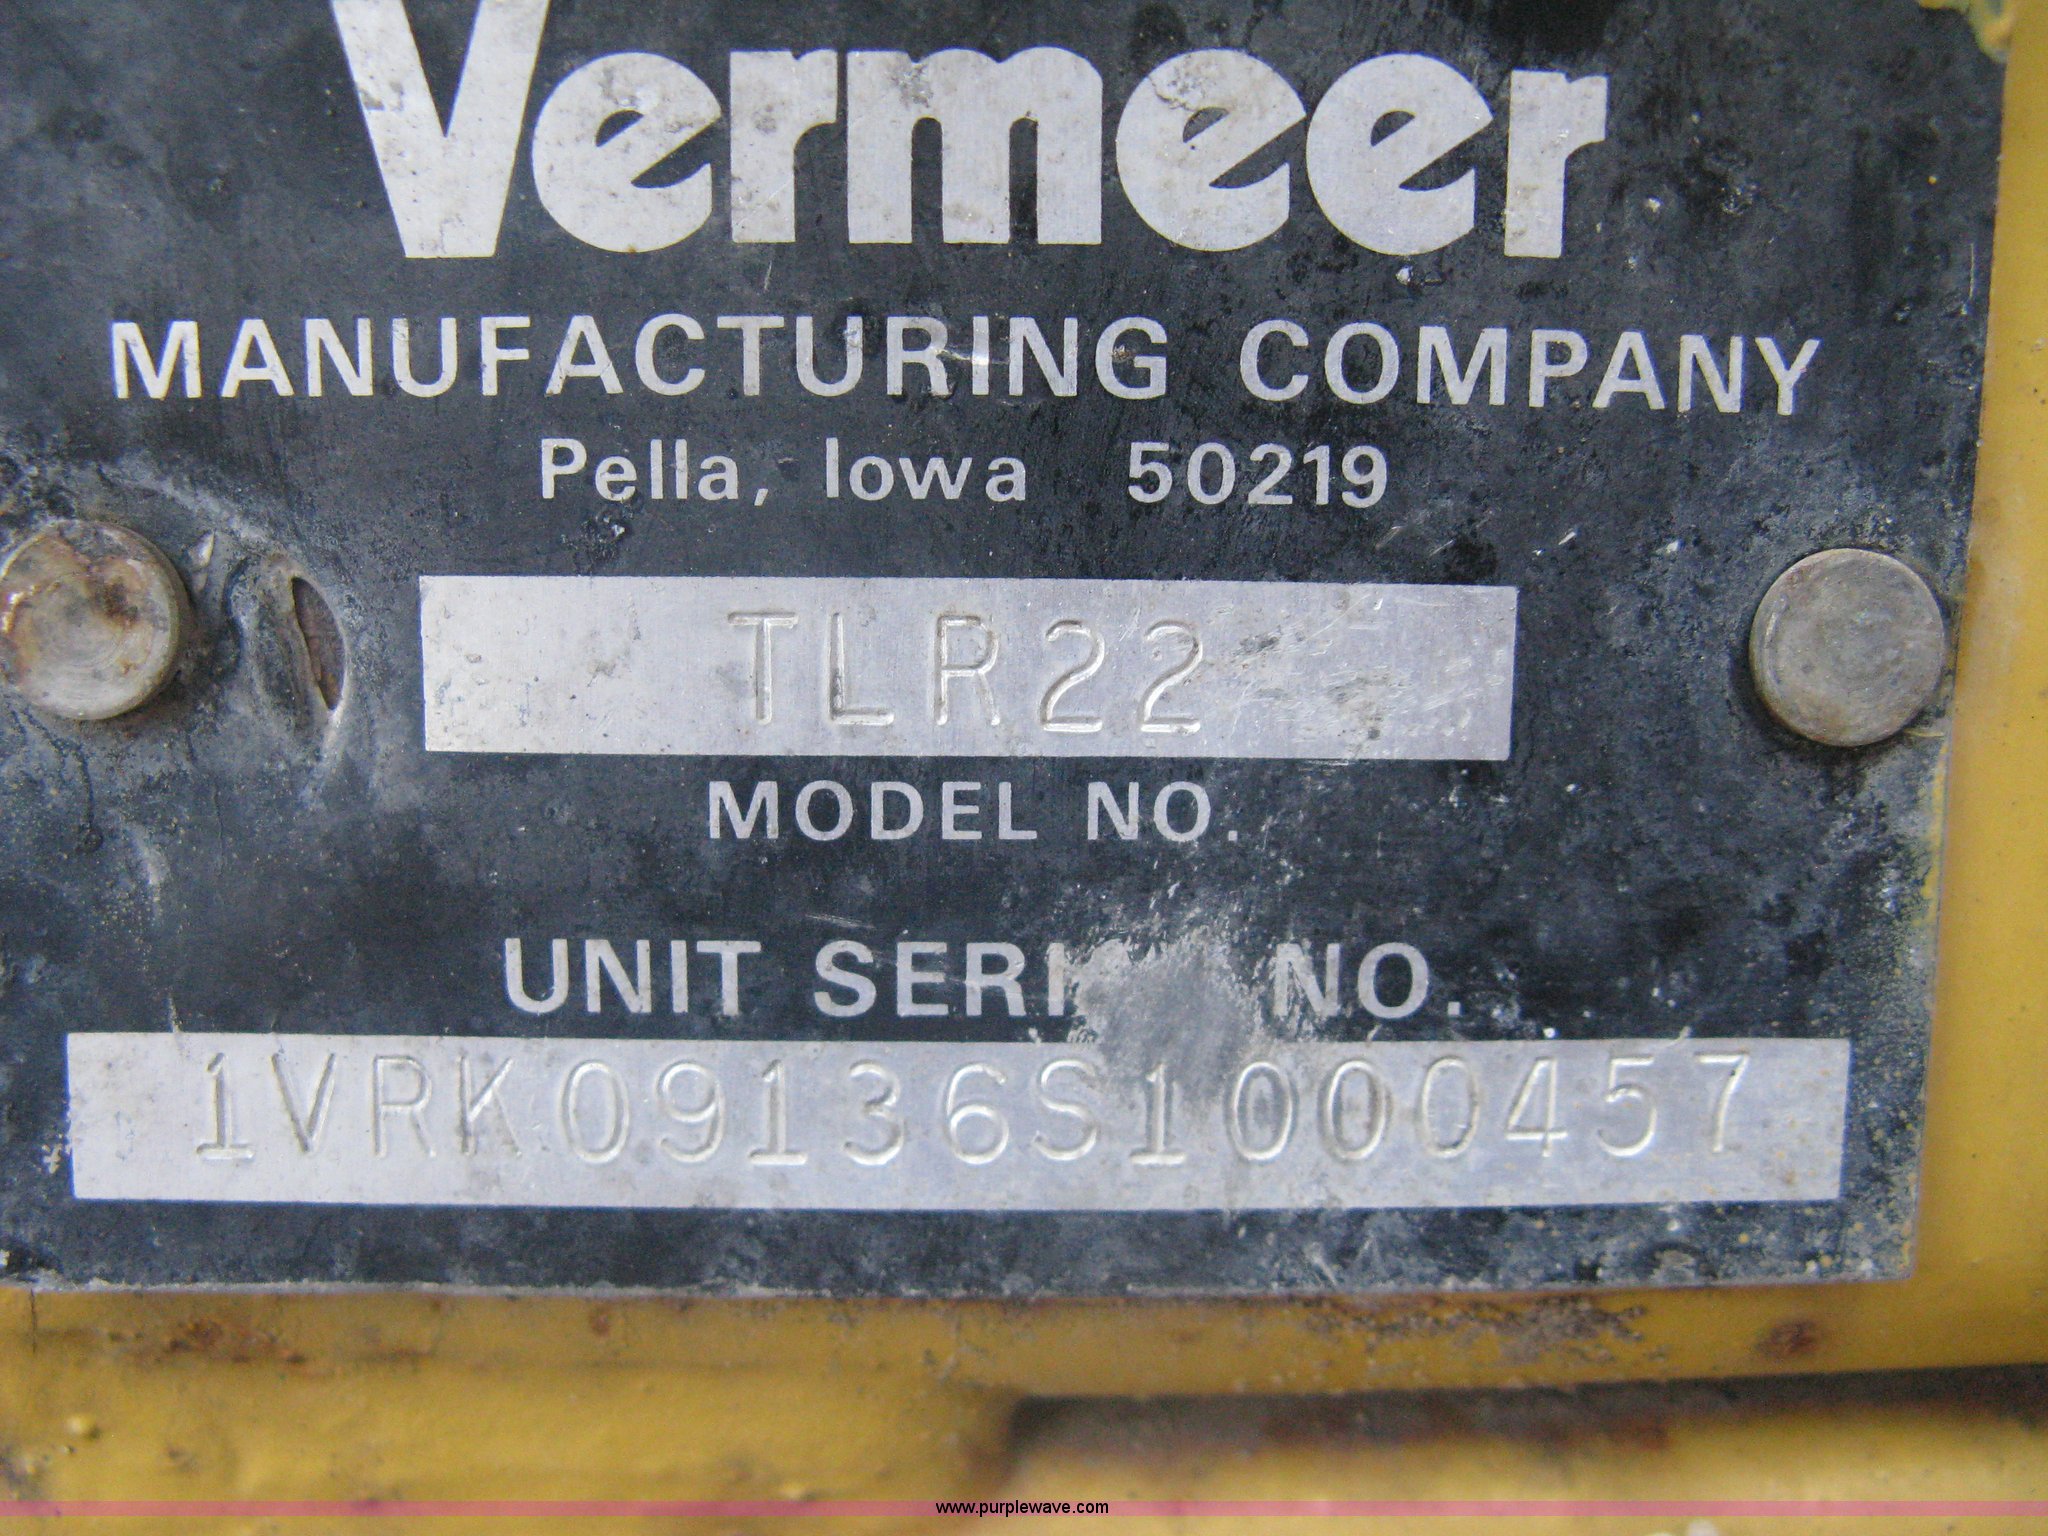 Vermeer
MANUFACTURING COMPANY
Pella, Iowa 50219
TLR22
MODEL NO.
UNIT SERI NO.
1VRK09136S1000457
www.purplewave.com